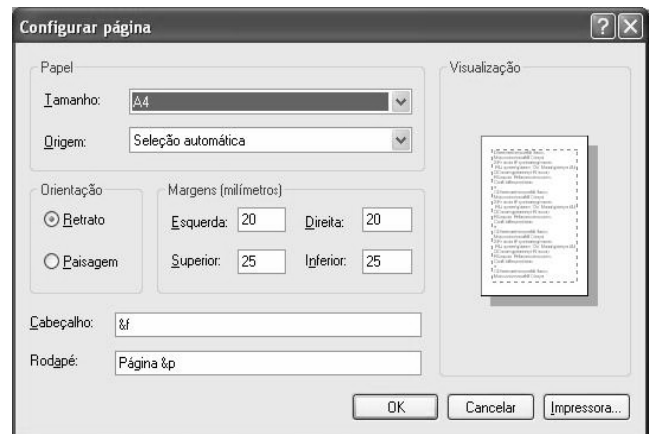 Configurar página
Papel
Tamanho: A4
Origem: Seleção automática
Orientação
Retrato
Paisagem
Margens (milímetros)
Esquerda: 20 Direita: 20
Superior: 25 Inferior: 25
Cabeçalho: &f
Rodapé: Página &p
Visualização
OK Cancelar Impressora...